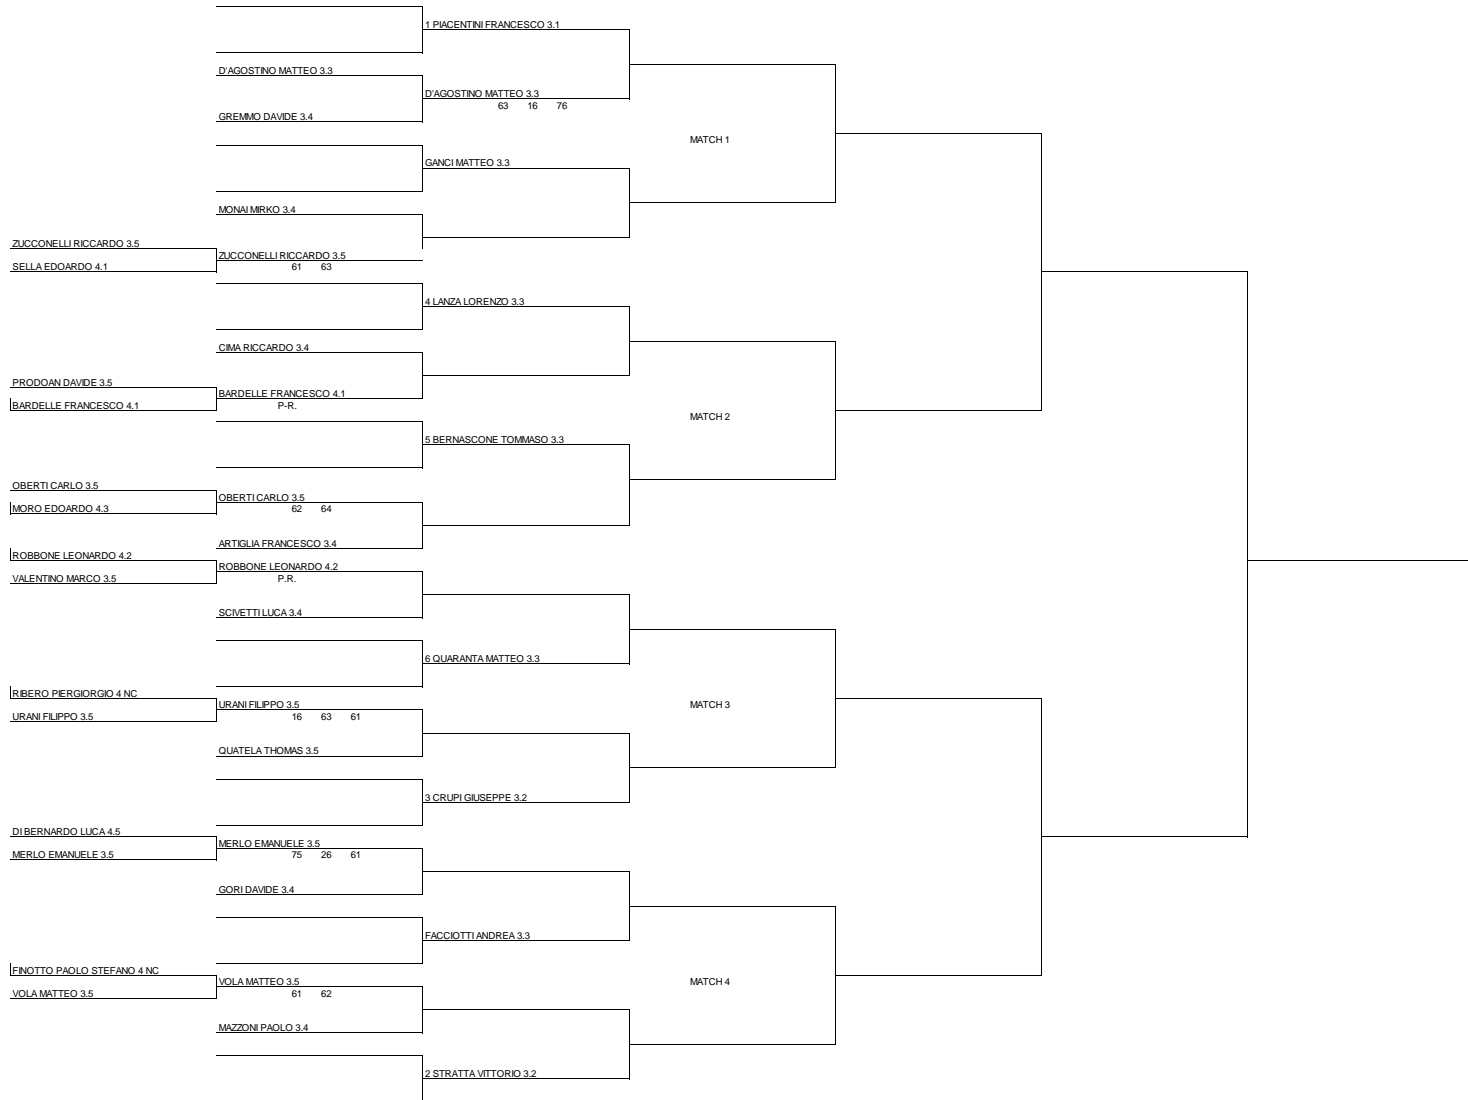 1 PIACENTINI FRANCESCO 3.1
D'AGOSTINO MATTEO 3.3
D'AGOSTINO MATTEO 3.3
63 16 76
GREMMO DAVIDE 3.4
MATCH 1
GANCI MATTEO 3.3
MONAI MIRKO 3.4
ZUCCONELLI RICCARDO 3.5
ZUCCONELLI RICCARDO 3.5
SELLA EDOARDO 4.1
61 63
4 LANZA LORENZO 3.3
CIMA RICCARDO 3.4
PRODOAN DAVIDE 3.5
BARDELLE FRANCESCO 4.1
BARDELLE FRANCESCO 4.1
P-R.
MATCH 2
5 BERNASCONE TOMMASO 3.3
OBERTI CARLO 3.5
OBERTI CARLO 3.5
MORO EDOARDO 4.3
62 64
ARTIGLIA FRANCESCO 3.4
ROBBONE LEONARDO 4.2
ROBBONE LEONARDO 4.2
VALENTINO MARCO 3.5
P.R.
SCIVETTI LUCA 3.4
6 QUARANTA MATTEO 3.3
RIBERO PIERGIORGIO 4 NC
URANI FILIPPO 3.5
MATCH 3
URANI FILIPPO 3.5
16 63 61
QUATELA THOMAS 3.5
3 CRUPI GIUSEPPE 3.2
DI BERNARDO LUCA 4.5
MERLO EMANUELE 3.5
MERLO EMANUELE 3.5
75 26 61
GORI DAVIDE 3.4
FACCIOTTI ANDREA 3.3
FINOTTO PAOLO STEFANO 4 NC
VOLA MATTEO 3.5
MATCH 4
VOLA MATTEO 3.5
61 62
MAZZONI PAOLO 3.4
2 STRATTA VITTORIO 3.2